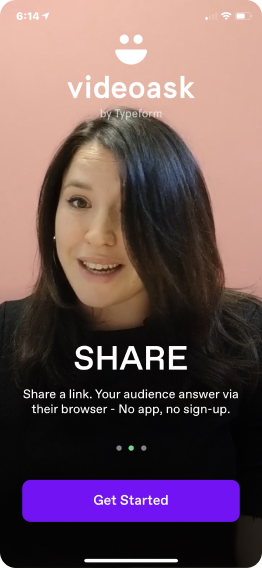 6:14
videoask
by Typeform
SHARE
Share a link. Your audience answer via
their browser - No app, no sign-up.
Get Started